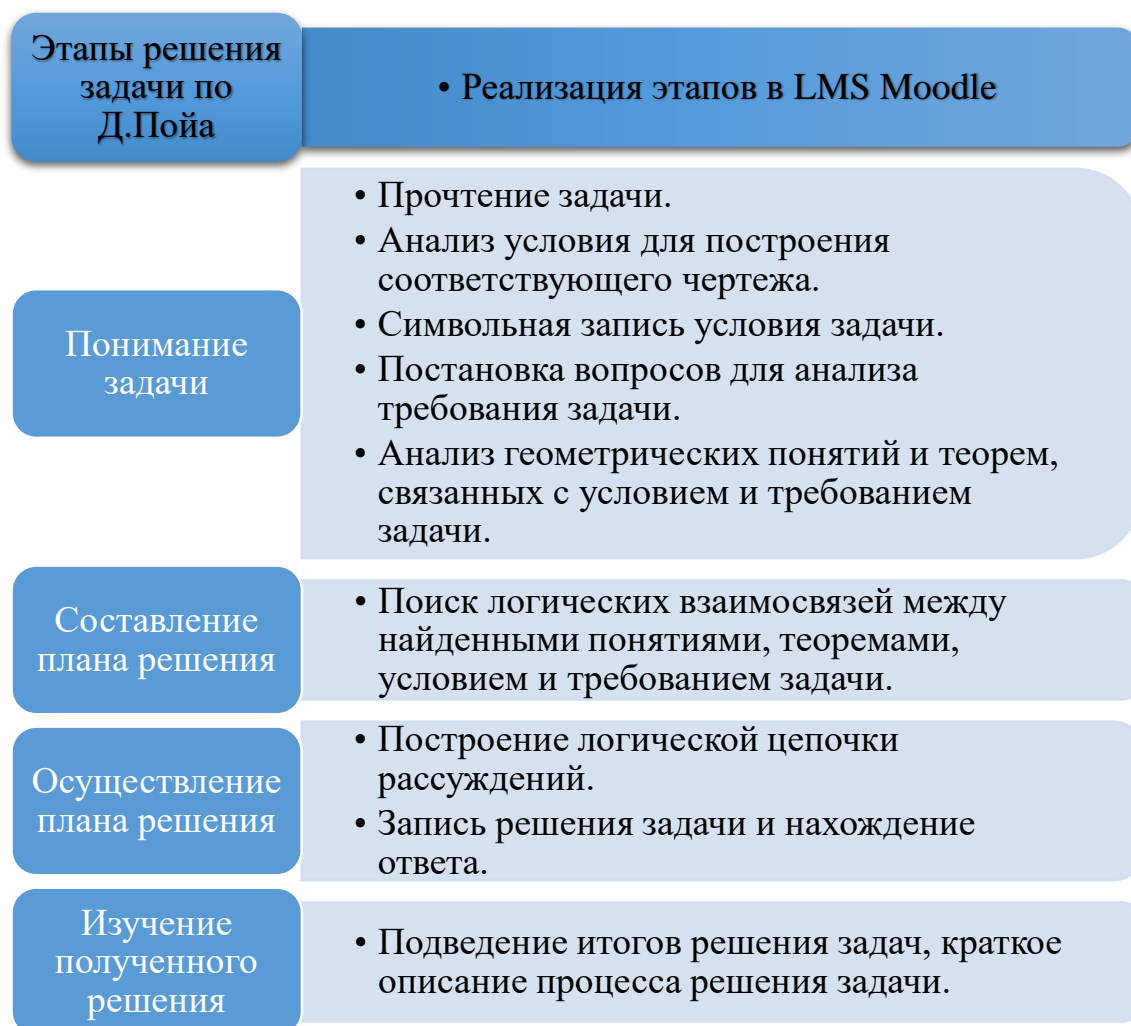 Этапы решения
задачи по
Д.Пойа
• Реализация этапов в LMS Moodle
Понимание
задачи
• Прочтение задачи.
• Анализ условия для построения
соответствующего чертежа.
• Символьная запись условия задачи.
• Постановка вопросов для анализа
требования задачи.
• Анализ геометрических понятий и теорем,
связанных с условием и требованием
задачи.
Составление
плана решения
• Поиск логических взаимосвязей между
найденными понятиями, теоремами,
условием и требованием задачи.
Осуществление
плана решения
• Построение логической цепочки
рассуждений.
• Запись решения задачи и нахождение
ответа.
Изучение
полученного
решения
• Подведение итогов решения задач, краткое
описание процесса решения задачи.